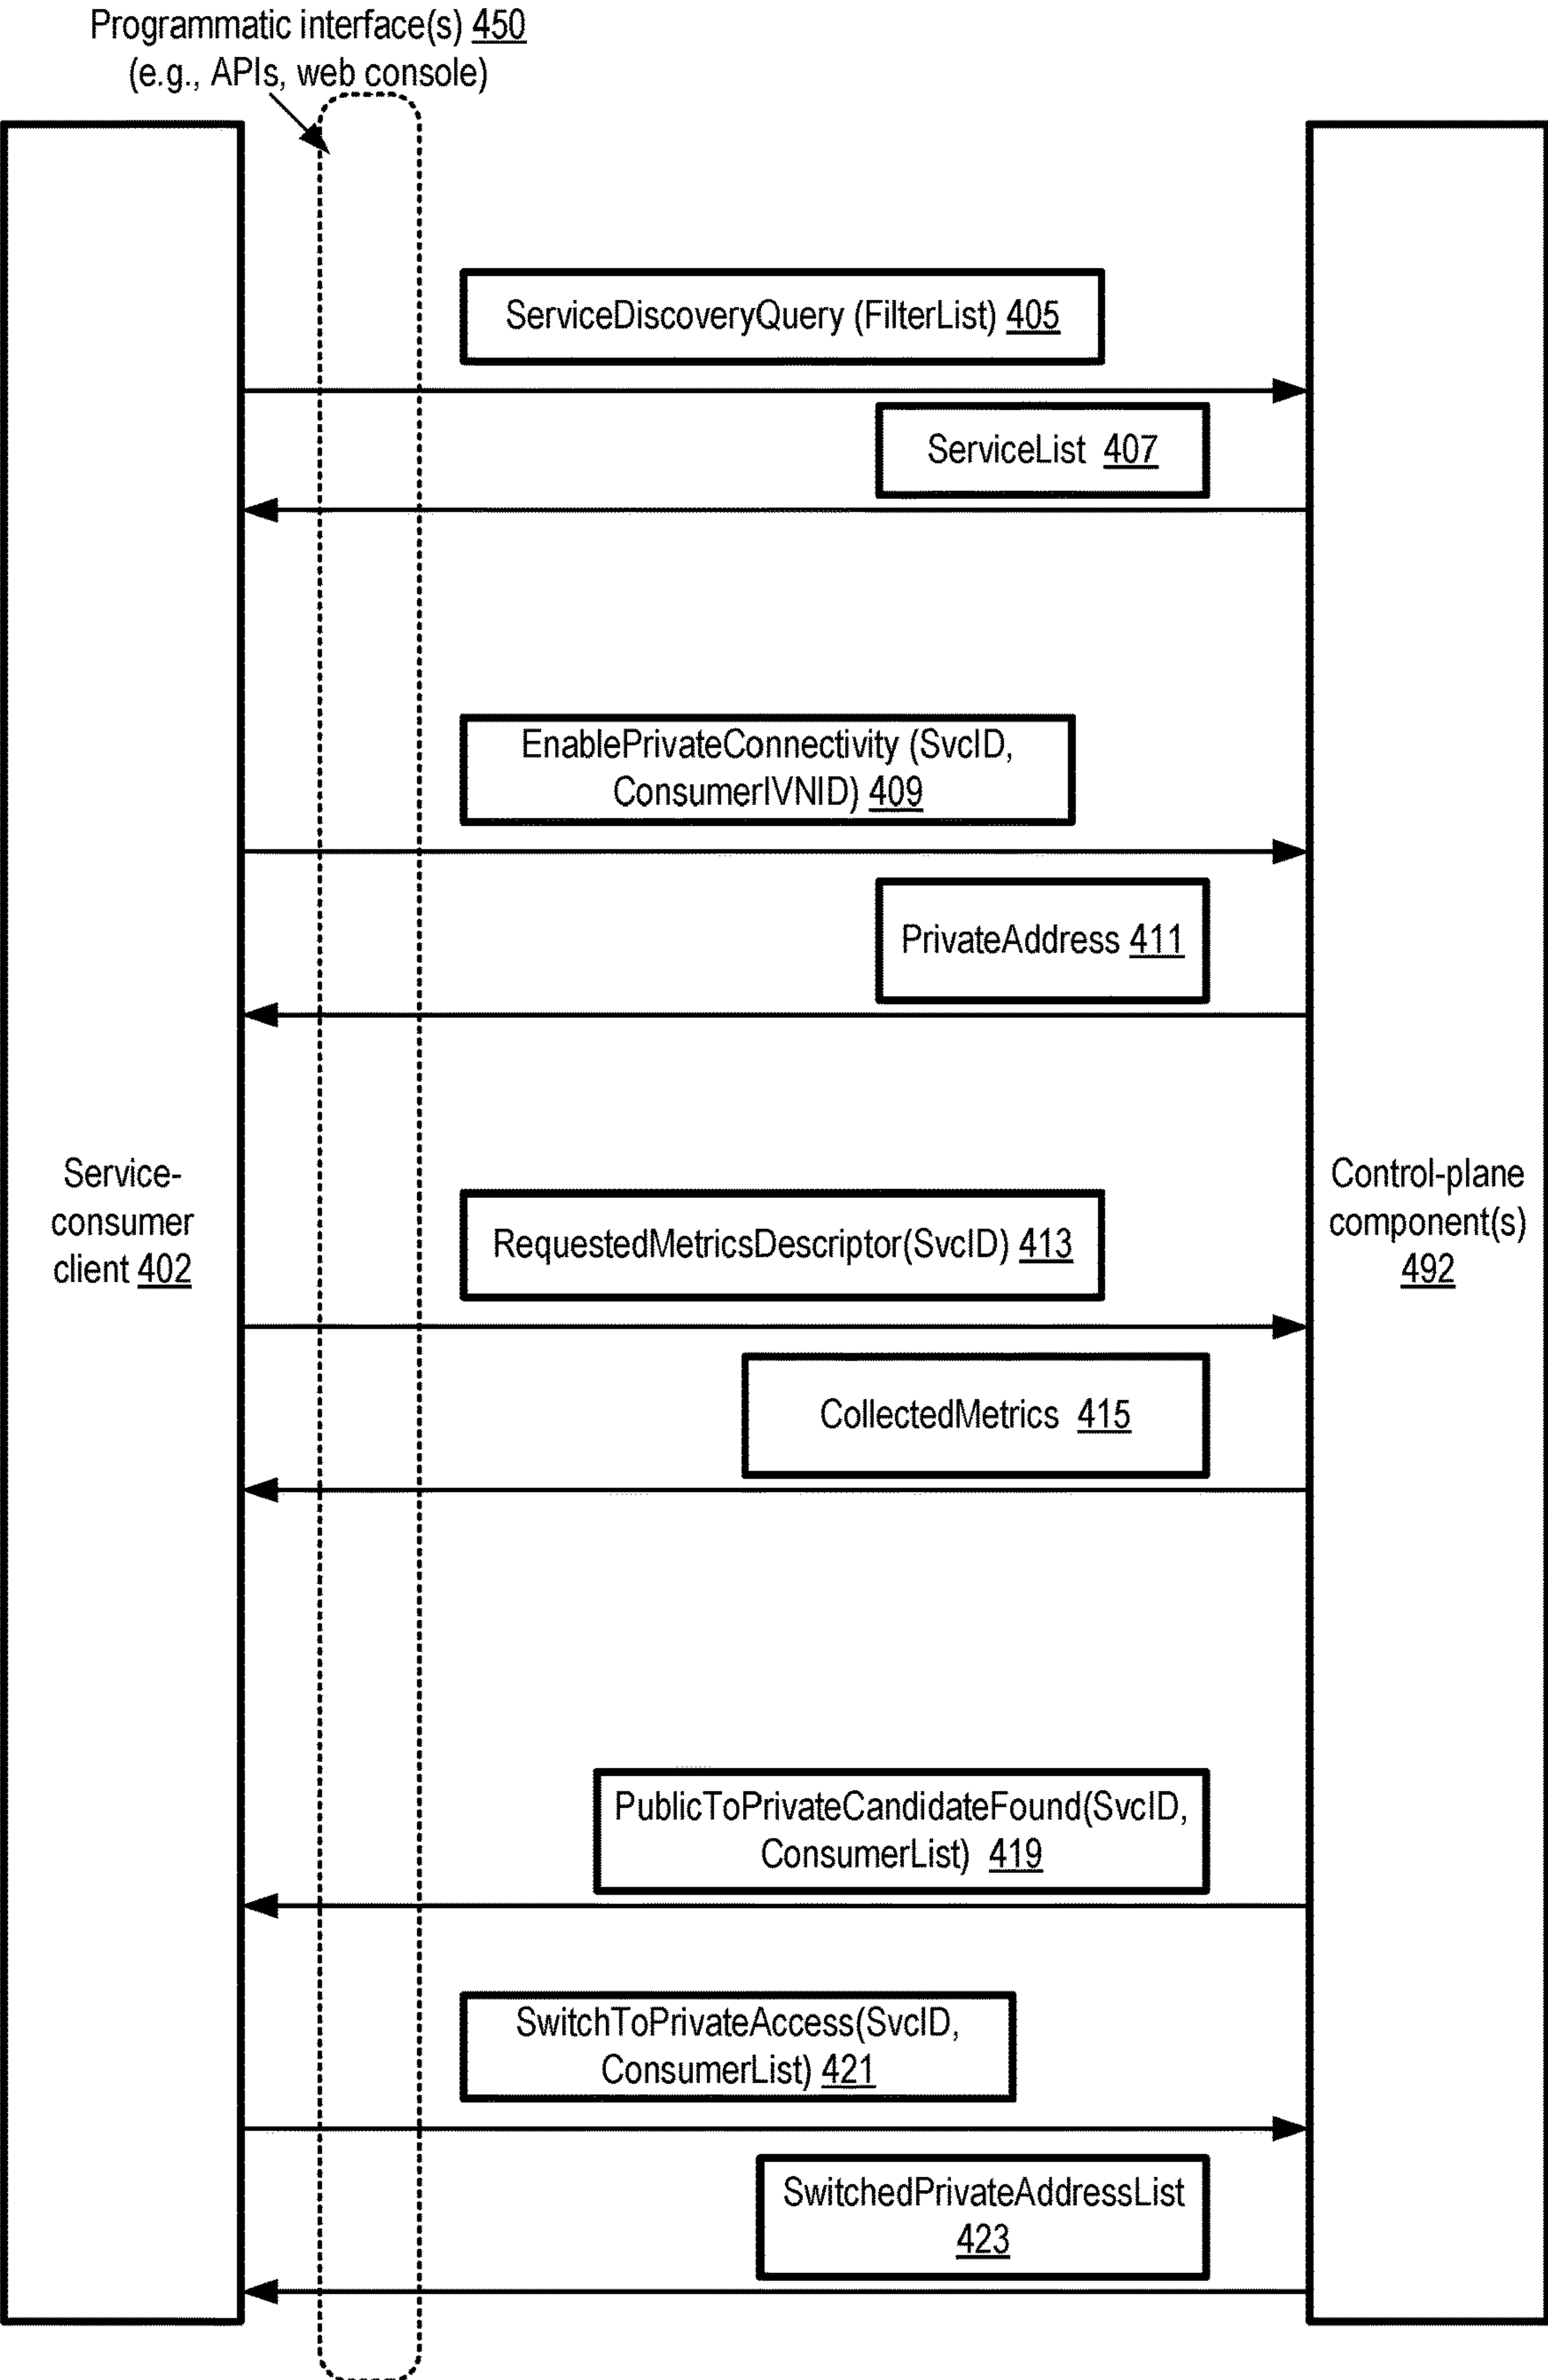 Programmatic interface(s) 450
(e.g., APIs, web console)
ServiceDiscoveryQuery (FilterList) 405
ServiceList 407
EnablePrivateConnectivity (SvcID,
ConsumerIVNID) 409
PrivateAddress 411
Service-
consumer
client 402
Control-plane
component(s)
492
RequestedMetricsDescriptor(SvcID) 413
CollectedMetrics 415
PublicToPrivateCandidateFound(SvcID,
ConsumerList) 419
SwitchToPrivateAccess(SvcID,
ConsumerList) 421
SwitchedPrivateAddressList
423